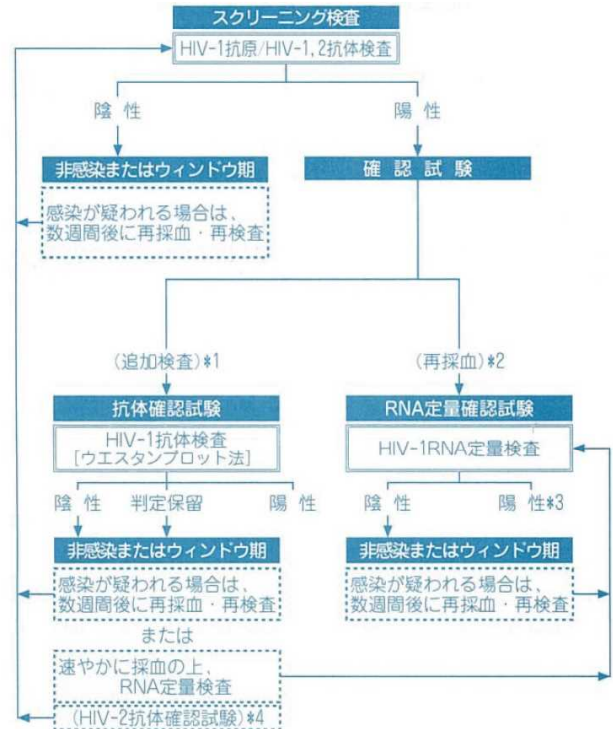 スクリーニング検査
HIV-1抗原/HIV-1,2抗体検査
陰 性
陽 性
非感染またはウィンドウ期
確 認 試 験
感染が疑われる場合は、
数週間後に再採血・再検査
(追加検査)*1
(再採血)*2
抗体確認試験
RNA定量確認試験
HIV-1抗体検査
[ウエスタンブロット法]
HIV-1RNA定量検査
陰 性 判定保留 陽 性
陰 性 陽 性*3
非感染またはウィンドウ期
非感染またはウィンドウ期
感染が疑われる場合は、
数週間後に再採血・再検査
感染が疑われる場合は、
数週間後に再採血・再検査
または
速やかに採血の上、
RNA定量検査
(HIV-2抗体確認試験)*4